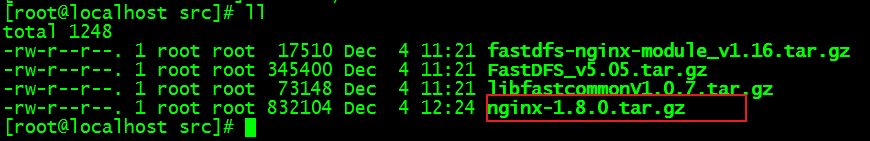 [root@localhost src]# ll
total 1248
-rw-r--r--. 1 root root  17510 Dec  4 11:21 fastdfs-nginx-module_v1.16.tar.gz
-rw-r--r--. 1 root root 345400 Dec  4 11:21 FastDFS_v5.05.tar.gz
-rw-r--r--. 1 root root  73148 Dec  4 11:21 libfastcommonV1.0.7.tar.gz
-rw-r--r--. 1 root root 832104 Dec  4 12:24 nginx-1.8.0.tar.gz
[root@localhost src]#